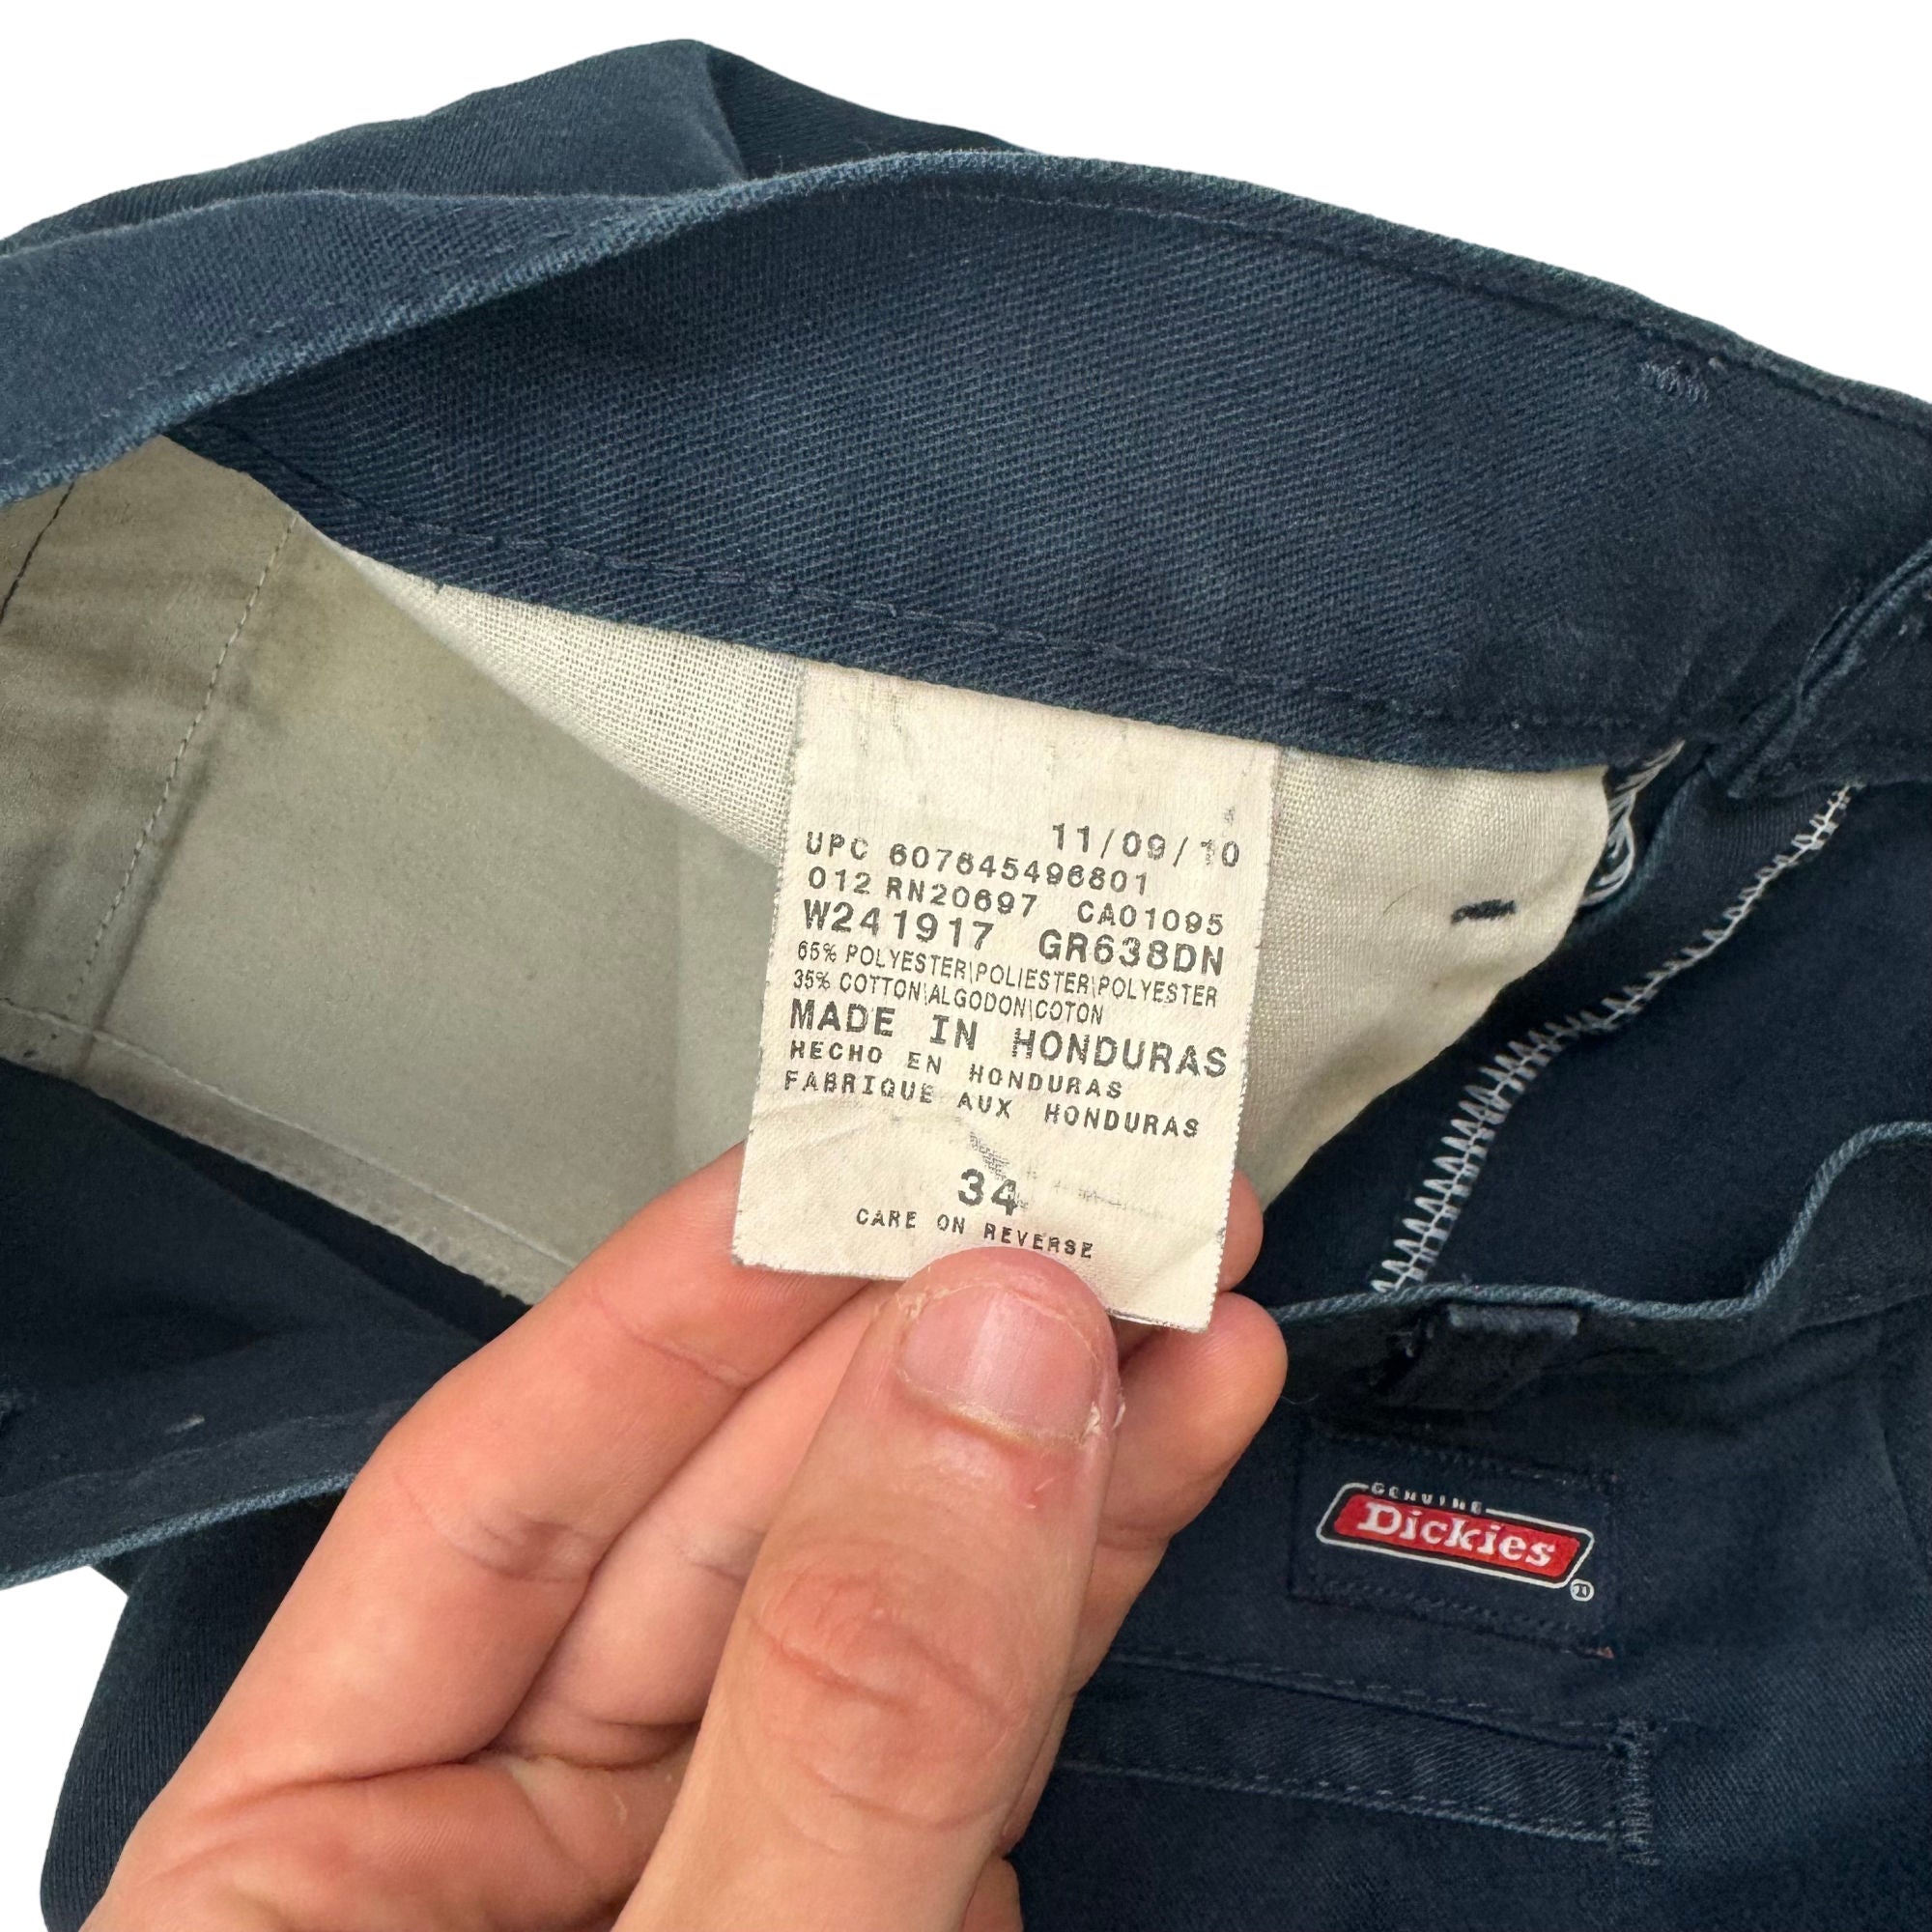 11/09/10
UPC 607645496801
012 RN20697 CA01095
W241917 GR638DN
65% POLYESTER\POLIESTER\POLYESTER
35% COTTON\ALGODON\COTON
MADE IN HONDURAS
HECHO EN HONDURAS
FABRIQUE AUX HONDURAS
34
CARE ON REVERSE
GENUINE
Dickies
®